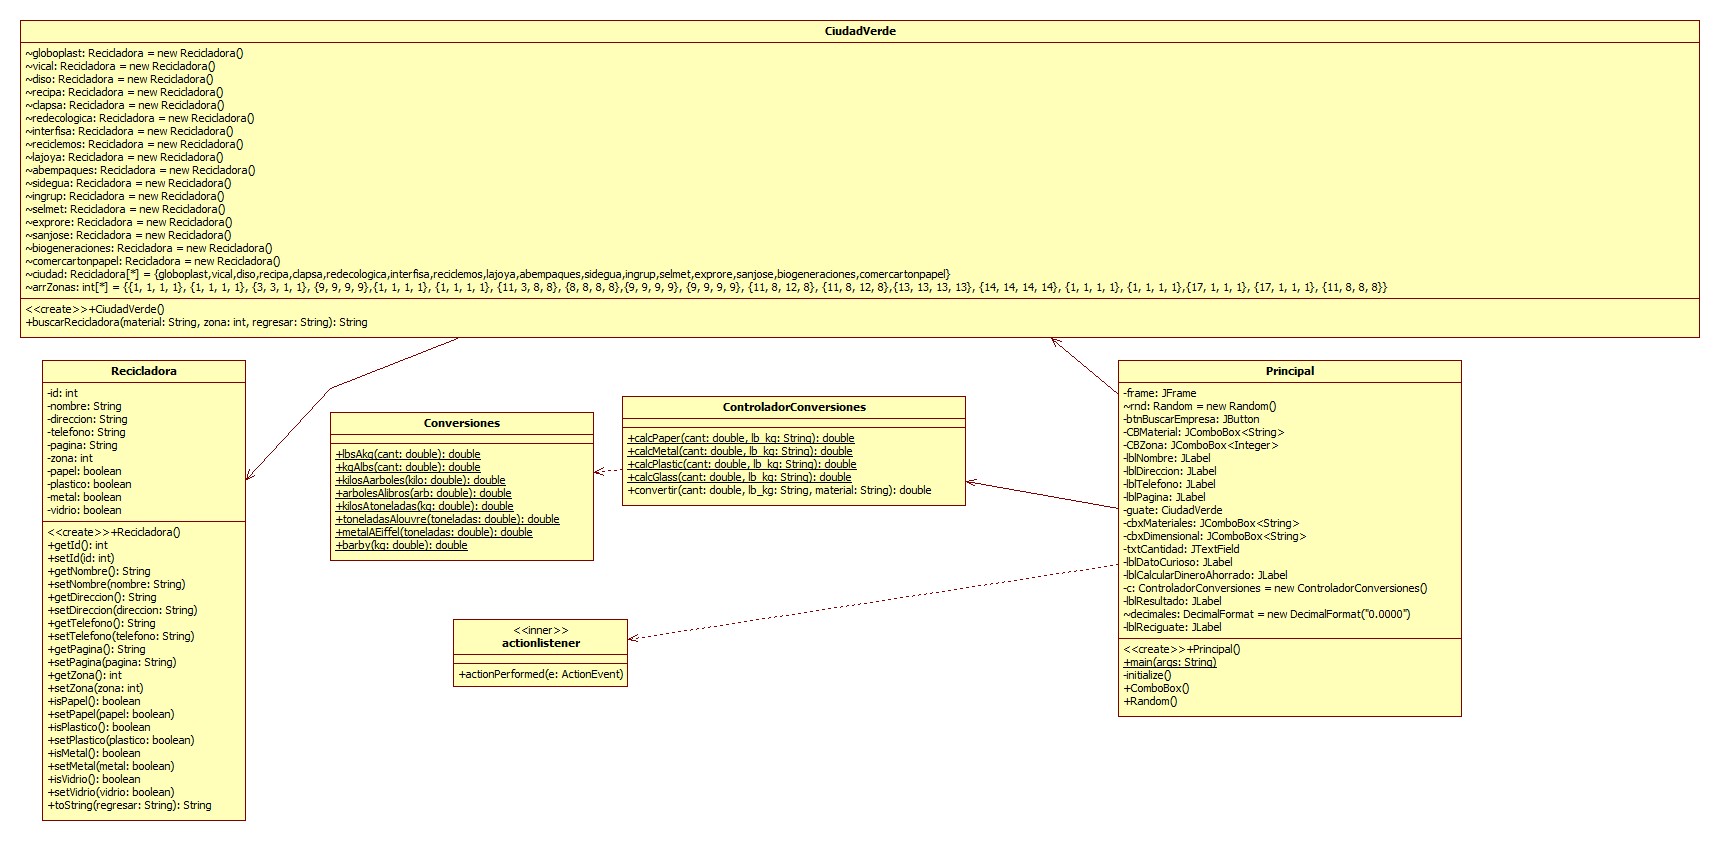 CiudadVerde
~globoplast: Recicladora = new Recicladora()
~vical: Recicladora = new Recicladora()
~diso: Recicladora = new Recicladora()
~recipa: Recicladora = new Recicladora()
~clapsa: Recicladora = new Recicladora()
~redecologica: Recicladora = new Recicladora()
~interfisa: Recicladora = new Recicladora()
~reciclemos: Recicladora = new Recicladora()
~lajoya: Recicladora = new Recicladora()
~abempaques: Recicladora = new Recicladora()
~sidegua: Recicladora = new Recicladora()
~ingrup: Recicladora = new Recicladora()
~selmet: Recicladora = new Recicladora()
~exprore: Recicladora = new Recicladora()
~sanjose: Recicladora = new Recicladora()
~biogeneraciones: Recicladora = new Recicladora()
~comercartonpapel: Recicladora = new Recicladora()
~ciudad: Recicladora[*] = {globoplast,vical,diso,recipa,clapsa,redecologica,interfisa,reciclemos,lajoya,abempaques,sidegua,ingrup,selmet,exprore,sanjose,biogeneraciones,comercartonpapel}
~arrZonas: int[*] = {{1, 1, 1, 1}, {1, 1, 1, 1}, {3, 3, 1, 1}, {9, 9, 9, 9},{1, 1, 1, 1}, {1, 1, 1, 1}, {11, 3, 8, 8}, {8, 8, 8, 8},{9, 9, 9, 9}, {9, 9, 9, 9}, {11, 8, 12, 8}, {11, 8, 12, 8},{13, 13, 13, 13}, {14, 14, 14, 14}, {1, 1, 1, 1}, {1, 1, 1, 1},{17, 1, 1, 1}, {17, 1, 1, 1}, {11, 8, 8, 8}}
<<create>>+CiudadVerde()
+buscarRecicladora(material: String, zona: int, regresar: String): String
Recicladora
-id: int
-nombre: String
-direccion: String
-telefono: String
-pagina: String
-zona: int
-papel: boolean
-plastico: boolean
-metal: boolean
-vidrio: boolean
<<create>>+Recicladora()
+getId(): int
+setId(id: int)
+getNombre(): String
+setNombre(nombre: String)
+getDireccion(): String
+setDireccion(direccion: String)
+getTelefono(): String
+setTelefono(telefono: String)
+getPagina(): String
+setPagina(pagina: String)
+getZona(): int
+setZona(zona: int)
+isPapel(): boolean
+setPapel(papel: boolean)
+isPlastico(): boolean
+setPlastico(plastico: boolean)
+isMetal(): boolean
+setMetal(metal: boolean)
+isVidrio(): boolean
+setVidrio(vidrio: boolean)
+toString(regresar: String): String
Conversiones
+lbsAkg(cant: double): double
+kgAlbs(cant: double): double
+kilosAarboles(kilo: double): double
+arbolesAlibros(arb: double): double
+kilosAtoneladas(kg: double): double
+toneladasAlouvre(toneladas: double): double
+metalAEiffel(toneladas: double): double
+barby(kg: double): double
ControladorConversiones
+calcPaper(cant: double, lb_kg: String): double
+calcMetal(cant: double, lb_kg: String): double
+calcPlastic(cant: double, lb_kg: String): double
+calcGlass(cant: double, lb_kg: String): double
+convertir(cant: double, lb_kg: String, material: String): double
<<inner>>
actionlistener
+actionPerformed(e: ActionEvent)
Principal
-frame: JFrame
~rnd: Random = new Random()
-btnBuscarEmpresa: JButton
-CBMaterial: JComboBox<String>
-CBZona: JComboBox<Integer>
-lblNombre: JLabel
-lblDireccion: JLabel
-lblTelefono: JLabel
-lblPagina: JLabel
-guate: CiudadVerde
-cbxMateriales: JComboBox<String>
-cbxDimensional: JComboBox<String>
-txtCantidad: JTextField
-lblDatoCurioso: JLabel
-lblCalcularDineroAhorrado: JLabel
-c: ControladorConversiones = new ControladorConversiones()
-lblResultado: JLabel
~decimales: DecimalFormat = new DecimalFormat("0.0000")
-lblReciguate: JLabel
<<create>>+Principal()
+main(args: String)
-initialize()
+ComboBox()
+Random()